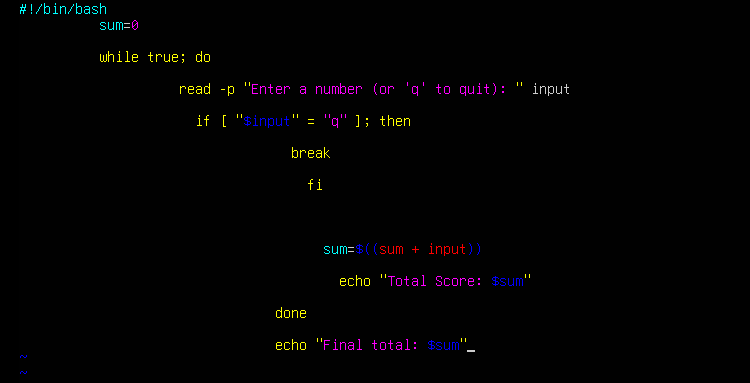 #!/bin/bash
sum=0
while true; do
read -p "Enter a number (or 'q' to quit): " input
if [ "$input" = "q" ]; then
break
fi
sum=$((sum + input))
echo "Total Score: $sum"
done
echo "Final total: $sum"_
~
~